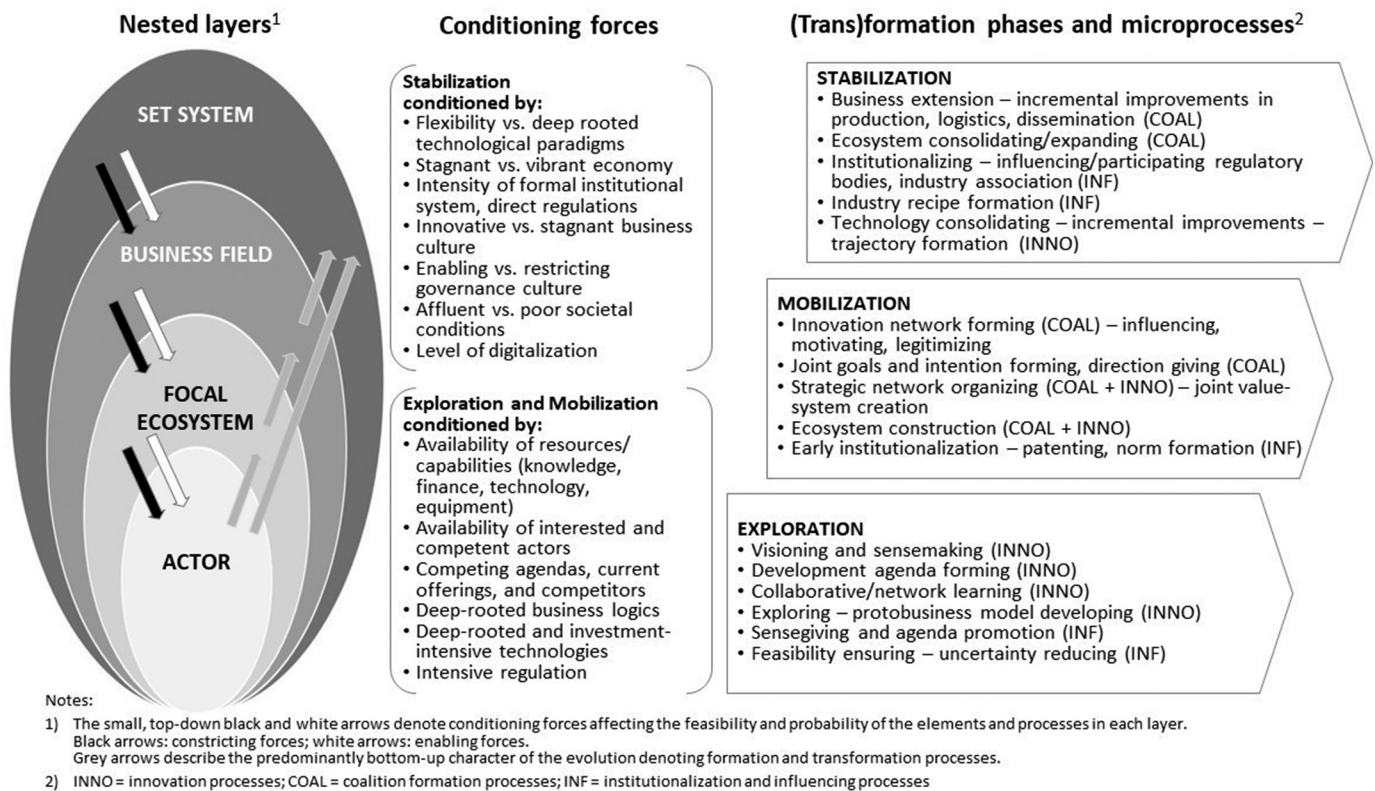 Nested layers1
Conditioning forces
(Trans)formation phases and microprocesses2
SET SYSTEM
BUSINESS FIELD
FOCAL
ECOSYSTEM
ACTOR
Stabilization
conditioned by:
• Flexibility vs. deep rooted
technological paradigms
• Stagnant vs. vibrant economy
• Intensity of formal institutional
system, direct regulations
• Innovative vs. stagnant business
culture
• Enabling vs. restricting
governance culture
• Affluent vs. poor societal
conditions
• Level of digitalization
Exploration and Mobilization
conditioned by:
• Availability of resources/
capabilities (knowledge,
finance, technology,
equipment)
• Availability of interested and
competent actors
• Competing agendas, current
offerings, and competitors
• Deep-rooted business logics
• Deep-rooted and investment-
intensive technologies
• Intensive regulation
STABILIZATION
• Business extension – incremental improvements in
production, logistics, dissemination (COAL)
• Ecosystem consolidating/expanding (COAL)
• Institutionalizing – influencing/participating regulatory
bodies, industry association (INF)
• Industry recipe formation (INF)
• Technology consolidating – incremental improvements –
trajectory formation (INNO)
MOBILIZATION
• Innovation network forming (COAL) – influencing,
motivating, legitimizing
• Joint goals and intention forming, direction giving (COAL)
• Strategic network organizing (COAL + INNO) – joint value-
system creation
• Ecosystem construction (COAL + INNO)
• Early institutionalization – patenting, norm formation (INF)
EXPLORATION
• Visioning and sensemaking (INNO)
• Development agenda forming (INNO)
• Collaborative/network learning (INNO)
• Exploring – protobusiness model developing (INNO)
• Sensegiving and agenda promotion (INF)
• Feasibility ensuring – uncertainty reducing (INF)
Notes:
1) The small, top-down black and white arrows denote conditioning forces affecting the feasibility and probability of the elements and processes in each layer.
Black arrows: constricting forces; white arrows: enabling forces.
Grey arrows describe the predominantly bottom-up character of the evolution denoting formation and transformation processes.
2) INNO = innovation processes; COAL = coalition formation processes; INF = institutionalization and influencing processes